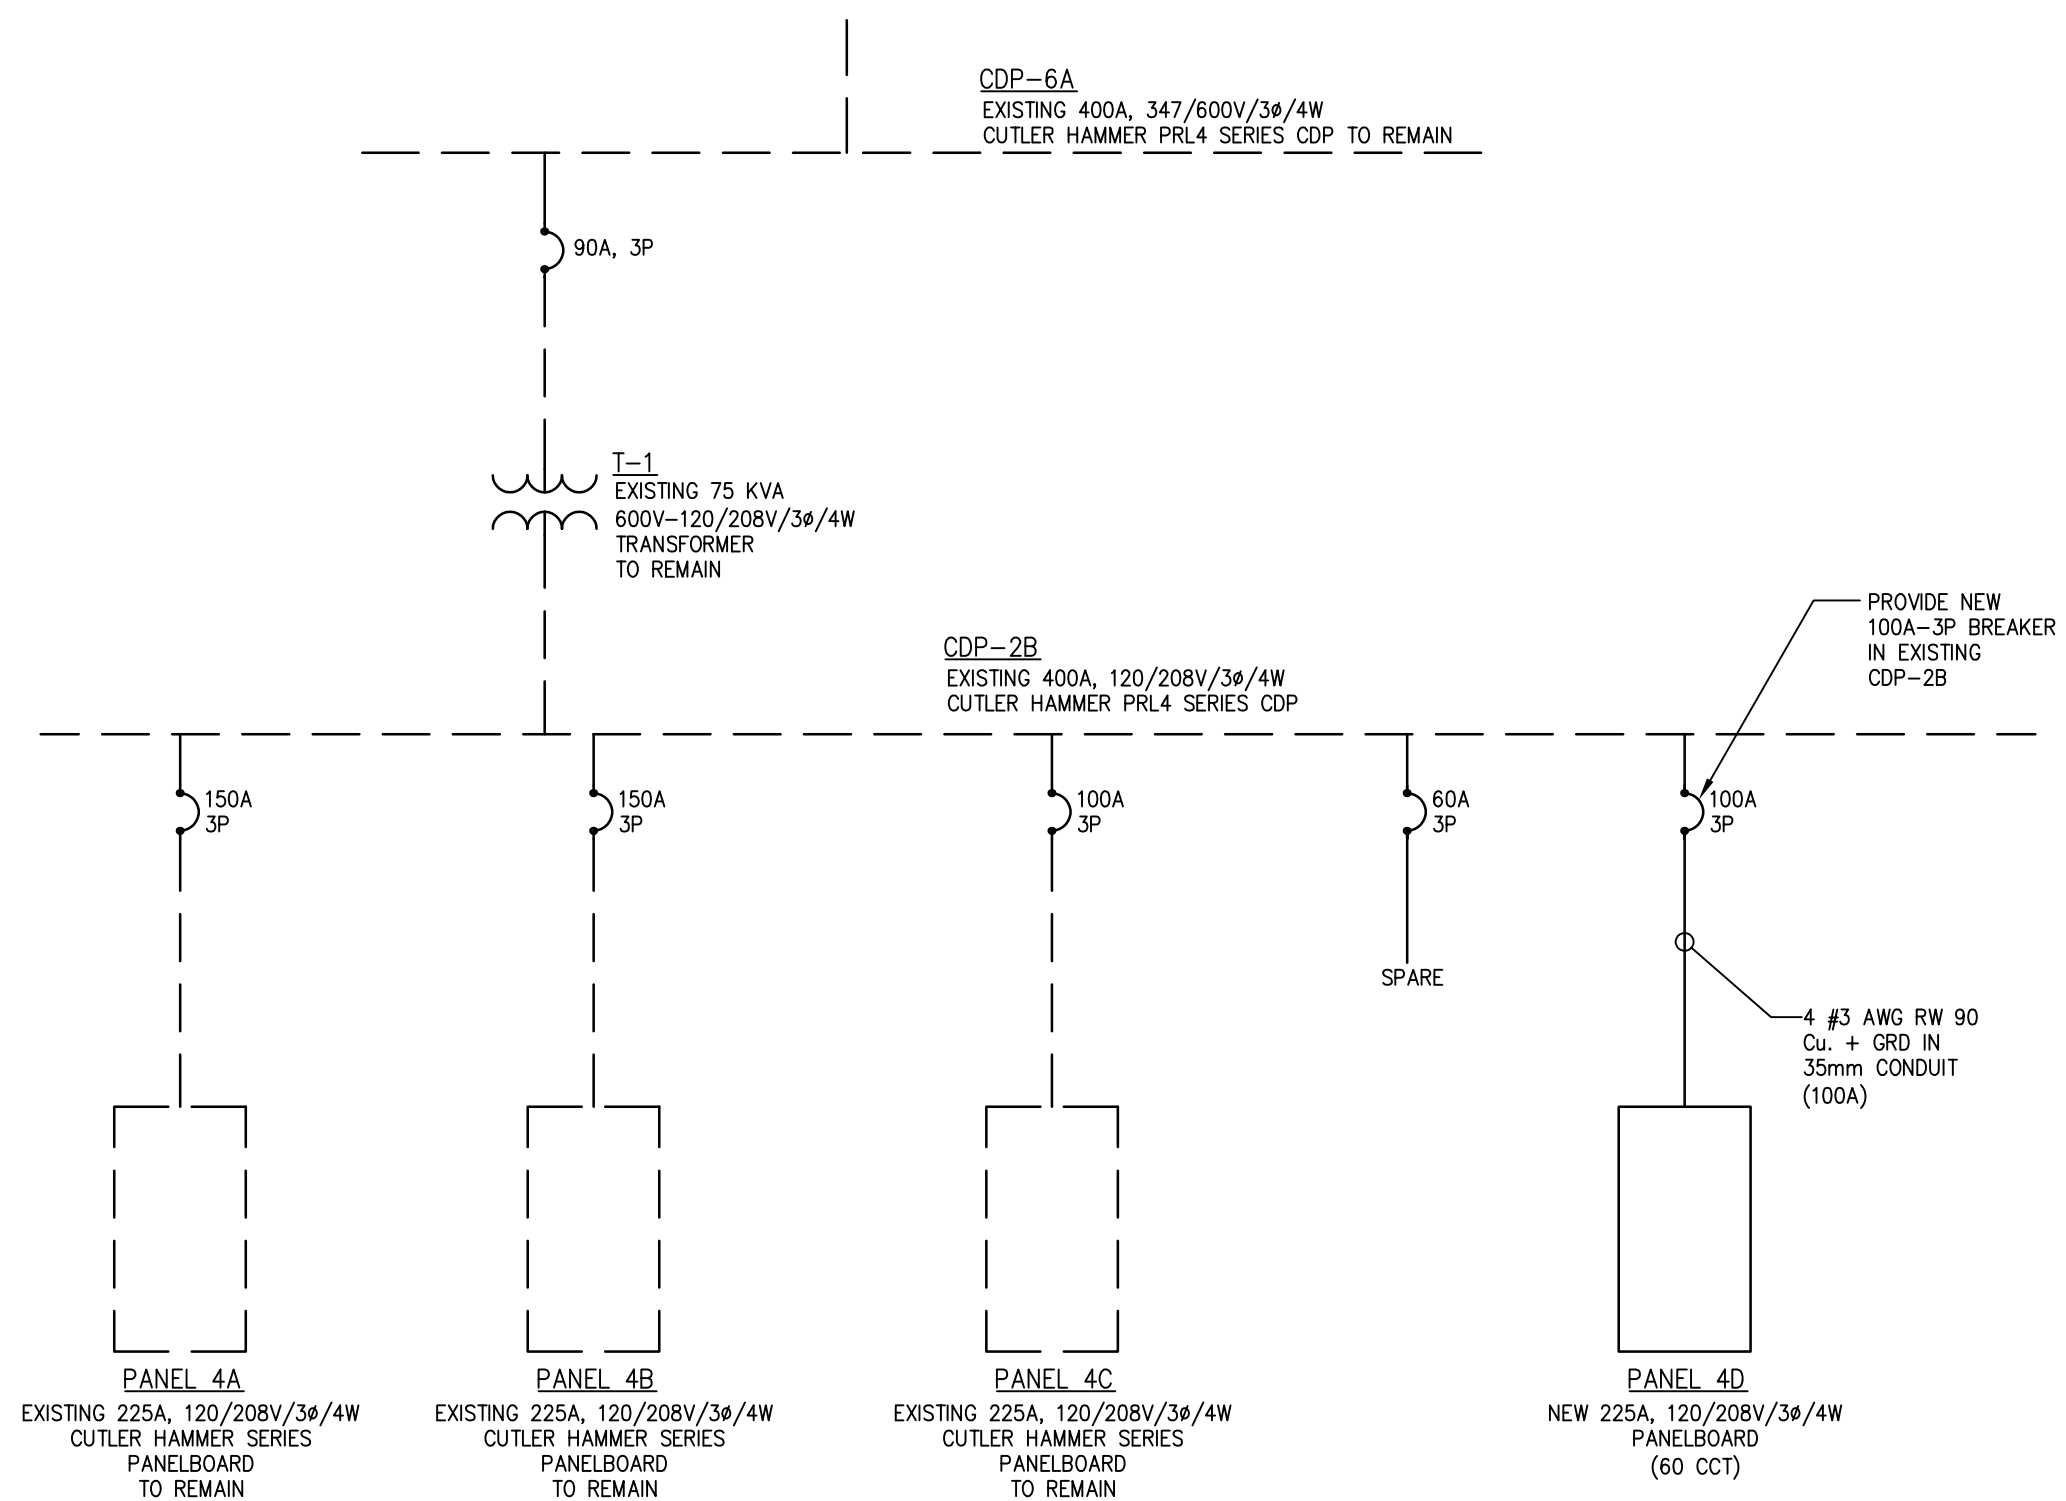 CDP-6A
EXISTING 400A, 347/600V/3ø/4W
CUTLER HAMMER PRL4 SERIES CDP TO REMAIN
90A, 3P
T-1
EXISTING 75 KVA
600V-120/208V/3ø/4W
TRANSFORMER
TO REMAIN
PROVIDE NEW
100A-3P BREAKER
IN EXISTING
CDP-2B
CDP-2B
EXISTING 400A, 120/208V/3ø/4W
CUTLER HAMMER PRL4 SERIES CDP
150A
3P
150A
3P
100A
3P
60A
3P
100A
3P
SPARE
4 #3 AWG RW 90
Cu. + GRD IN
35mm CONDUIT
(100A)
PANEL 4A
EXISTING 225A, 120/208V/3ø/4W
CUTLER HAMMER SERIES
PANELBOARD
TO REMAIN
PANEL 4B
EXISTING 225A, 120/208V/3ø/4W
CUTLER HAMMER SERIES
PANELBOARD
TO REMAIN
PANEL 4C
EXISTING 225A, 120/208V/3ø/4W
CUTLER HAMMER SERIES
PANELBOARD
TO REMAIN
PANEL 4D
NEW 225A, 120/208V/3ø/4W
PANELBOARD
(60 CCT)